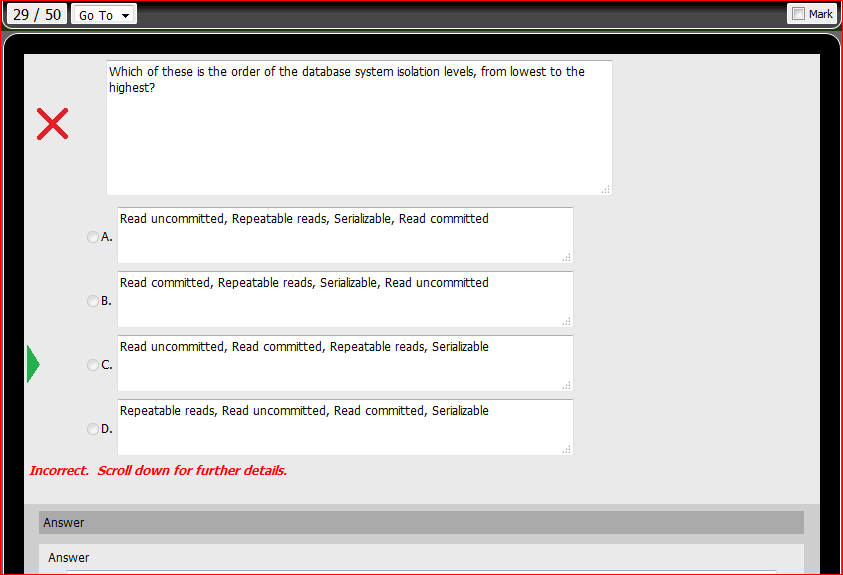 29 / 50 Go To Mark
Which of these is the order of the database system isolation levels, from lowest to the
highest?
A. Read uncommitted, Repeatable reads, Serializable, Read committed
B. Read committed, Repeatable reads, Serializable, Read uncommitted
C. Read uncommitted, Read committed, Repeatable reads, Serializable
D. Repeatable reads, Read uncommitted, Read committed, Serializable
Incorrect. Scroll down for further details.
Answer
Answer